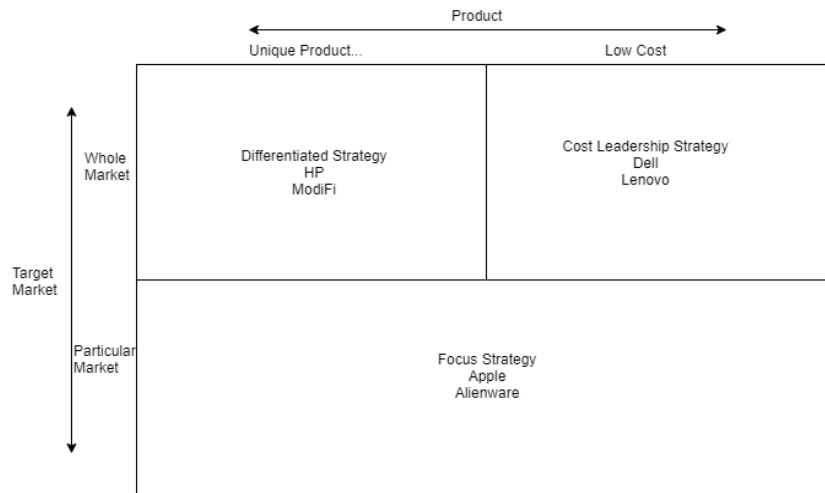 Product
Unique Product...
Low Cost
Whole
Market
Differentiated Strategy
HP
ModiFi
Cost Leadership Strategy
Dell
Lenovo
Target
Market
Particular
Market
Focus Strategy
Apple
Alienware